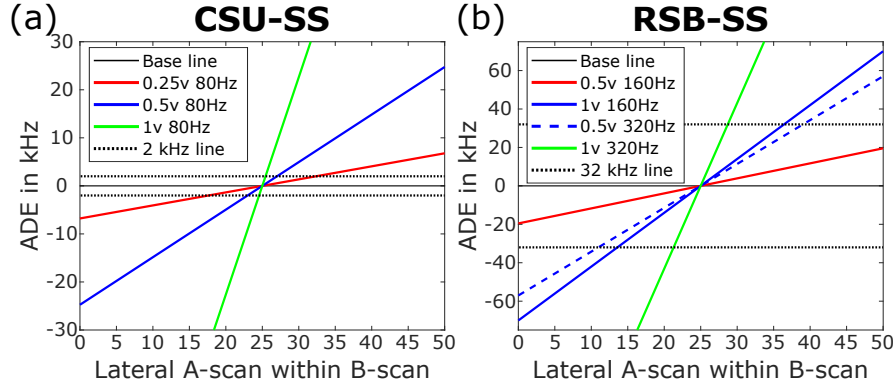 (a) CSU-SS
ADE in kHz
30
20
10
0
-10
-20
-30
0 5 10 15 20 25 30 35 40 45 50
Lateral A-scan within B-scan
Base line
0.25v 80Hz
0.5v 80Hz
1v 80Hz
2 kHz line
(b) RSB-SS
ADE in kHz
60
40
20
0
-20
-40
-60
0 5 10 15 20 25 30 35 40 45 50
Lateral A-scan within B-scan
Base line
0.5v 160Hz
1v 160Hz
0.5v 320Hz
1v 320Hz
32 kHz line